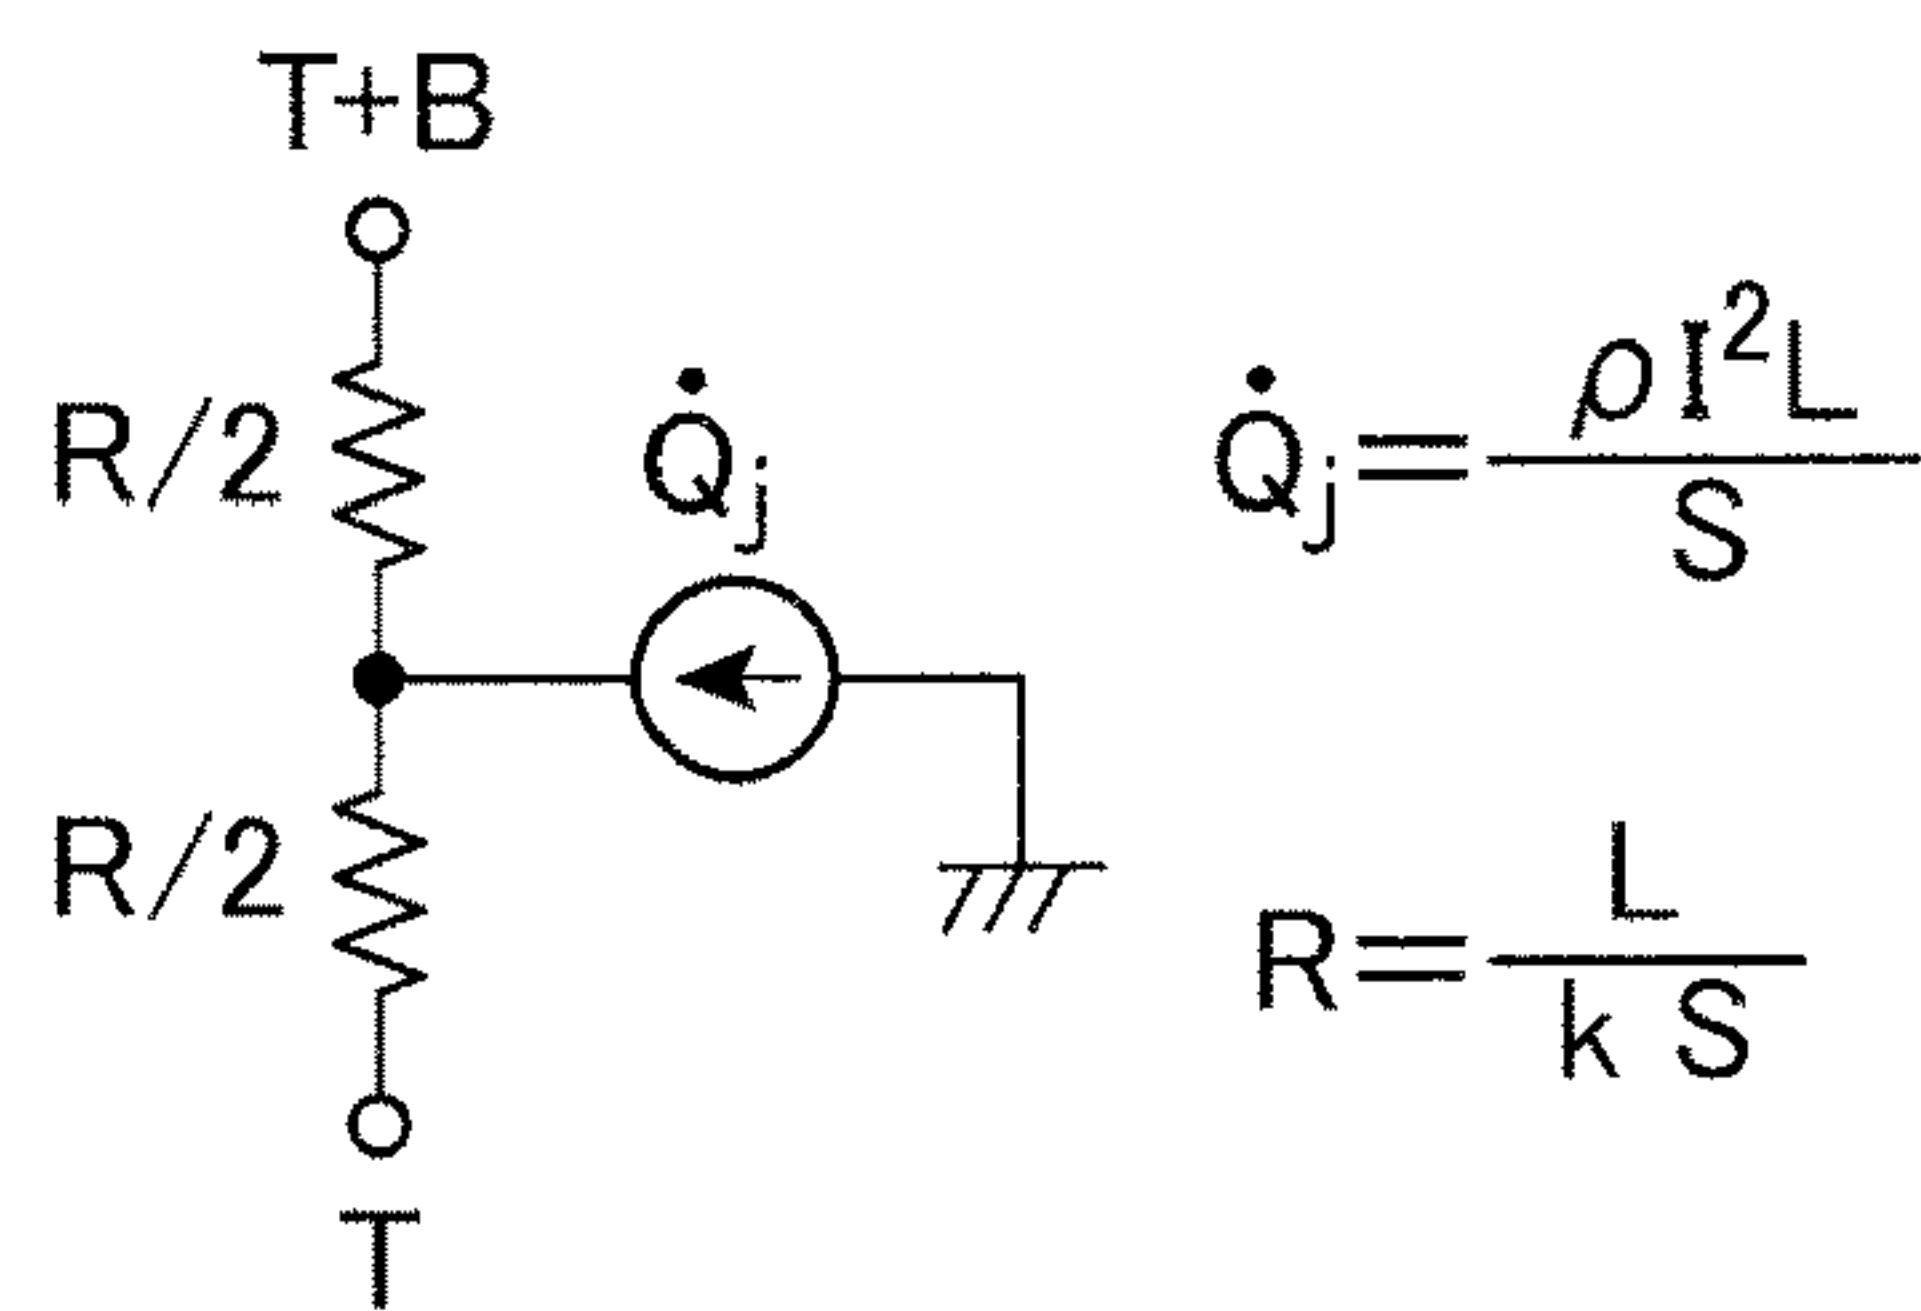 T+B
R/2
Q̇j
Q̇j=ρI²L/S
R/2
R=L/kS
T